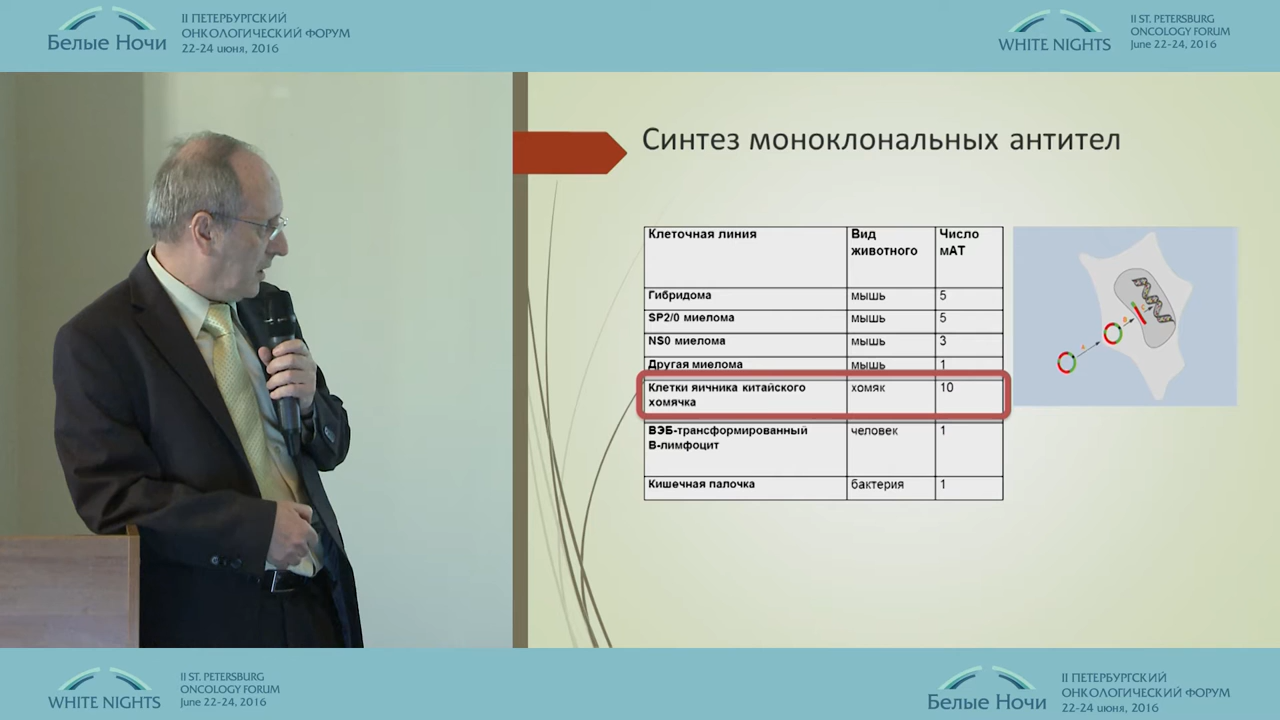 Белые Ночи
II ПЕТЕРБУРГСКИЙ
ОНКОЛОГИЧЕСКИЙ ФОРУМ
22-24 июня, 2016
WHITE NIGHTS
II ST. PETERSBURG
ONCOLOGY FORUM
June 22-24, 2016
Синтез моноклональных антител
Клеточная линия
Вид
животного
Число
мАТ
Гибридома
мышь
5
SP2/0 миелома
мышь
5
NS0 миелома
мышь
3
Другая миелома
мышь
1
Клетки яичника китайского
хомячка
хомяк
10
ВЭБ-трансформированный
В-лимфоцит
человек
1
Кишечная палочка
бактерия
1
WHITE NIGHTS
II ST. PETERSBURG
ONCOLOGY FORUM
June 22-24, 2016
Белые Ночи
II ПЕТЕРБУРГСКИЙ
ОНКОЛОГИЧЕСКИЙ ФОРУМ
22-24 июня, 2016